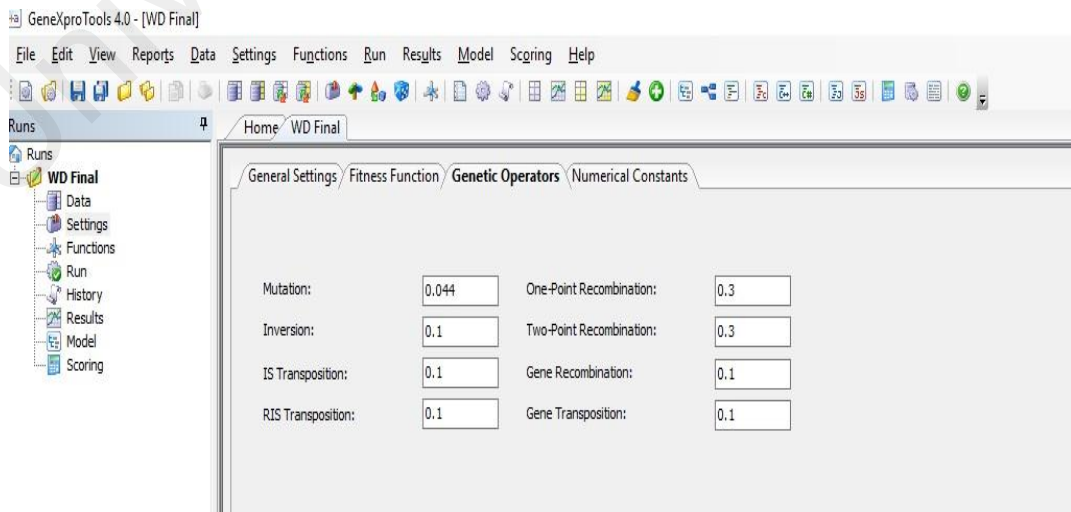 GeneXproTools 4.0 - [WD Final]
File Edit View Reports Data Settings Functions Run Results Model Scoring Help
Runs
Home WD Final
Runs
WD Final
Data
Settings
Functions
Run
History
Results
Model
Scoring
General Settings Fitness Function Genetic Operators Numerical Constants
Mutation: 0.044 One-Point Recombination: 0.3
Inversion: 0.1 Two-Point Recombination: 0.3
IS Transposition: 0.1 Gene Recombination: 0.1
RIS Transposition: 0.1 Gene Transposition: 0.1